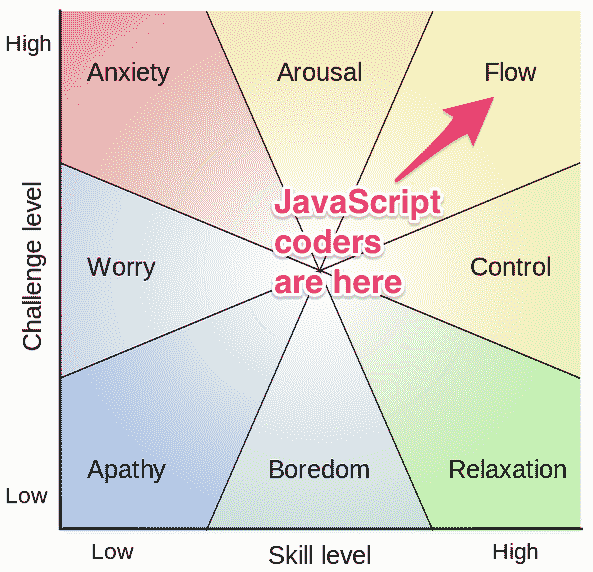 High
Anxiety
Arousal
Flow
JavaScript
coders
are here
Challenge level
Worry
Control
Apathy
Boredom
Relaxation
Low
Low
Skill level
High